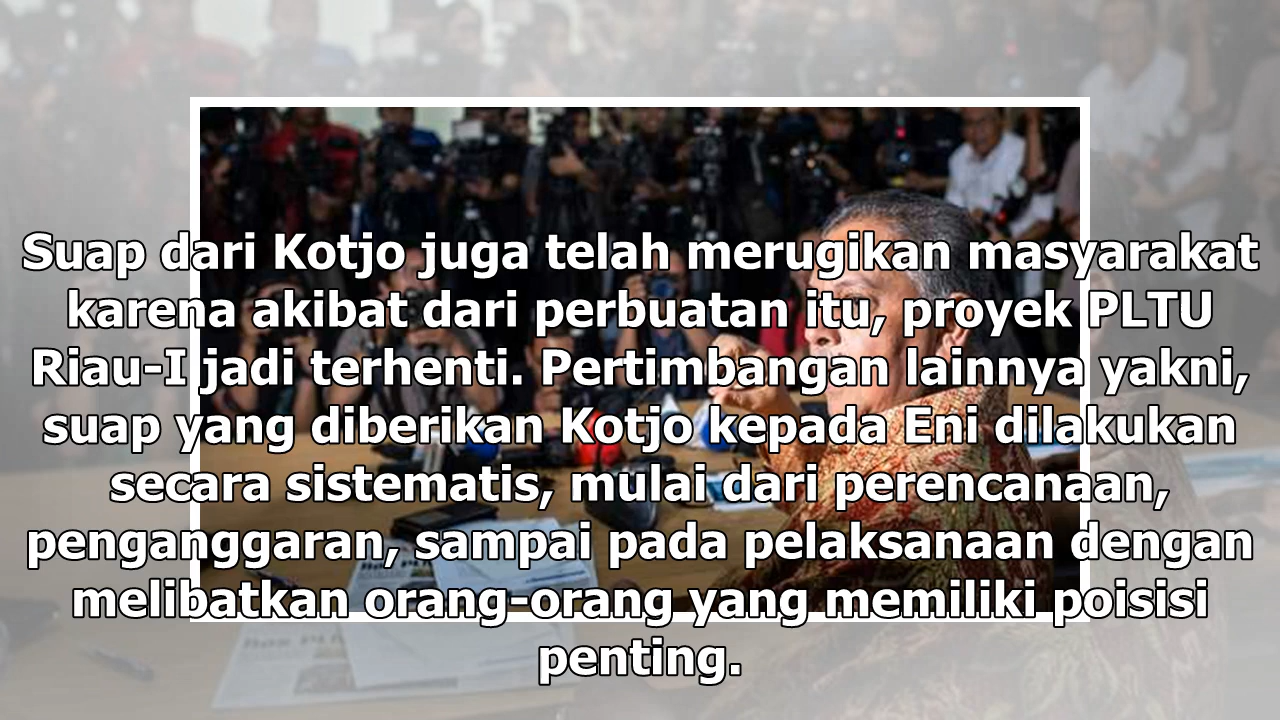 Suap dari Kotjo juga telah merugikan masyarakat
karena akibat dari perbuatan itu, proyek PLTU
Riau-I jadi terhenti. Pertimbangan lainnya yakni,
suap yang diberikan Kotjo kepada Eni dilakukan
secara sistematis, mulai dari perencanaan,
penganggaran, sampai pada pelaksanaan dengan
melibatkan orang-orang yang memiliki poisisi
penting.